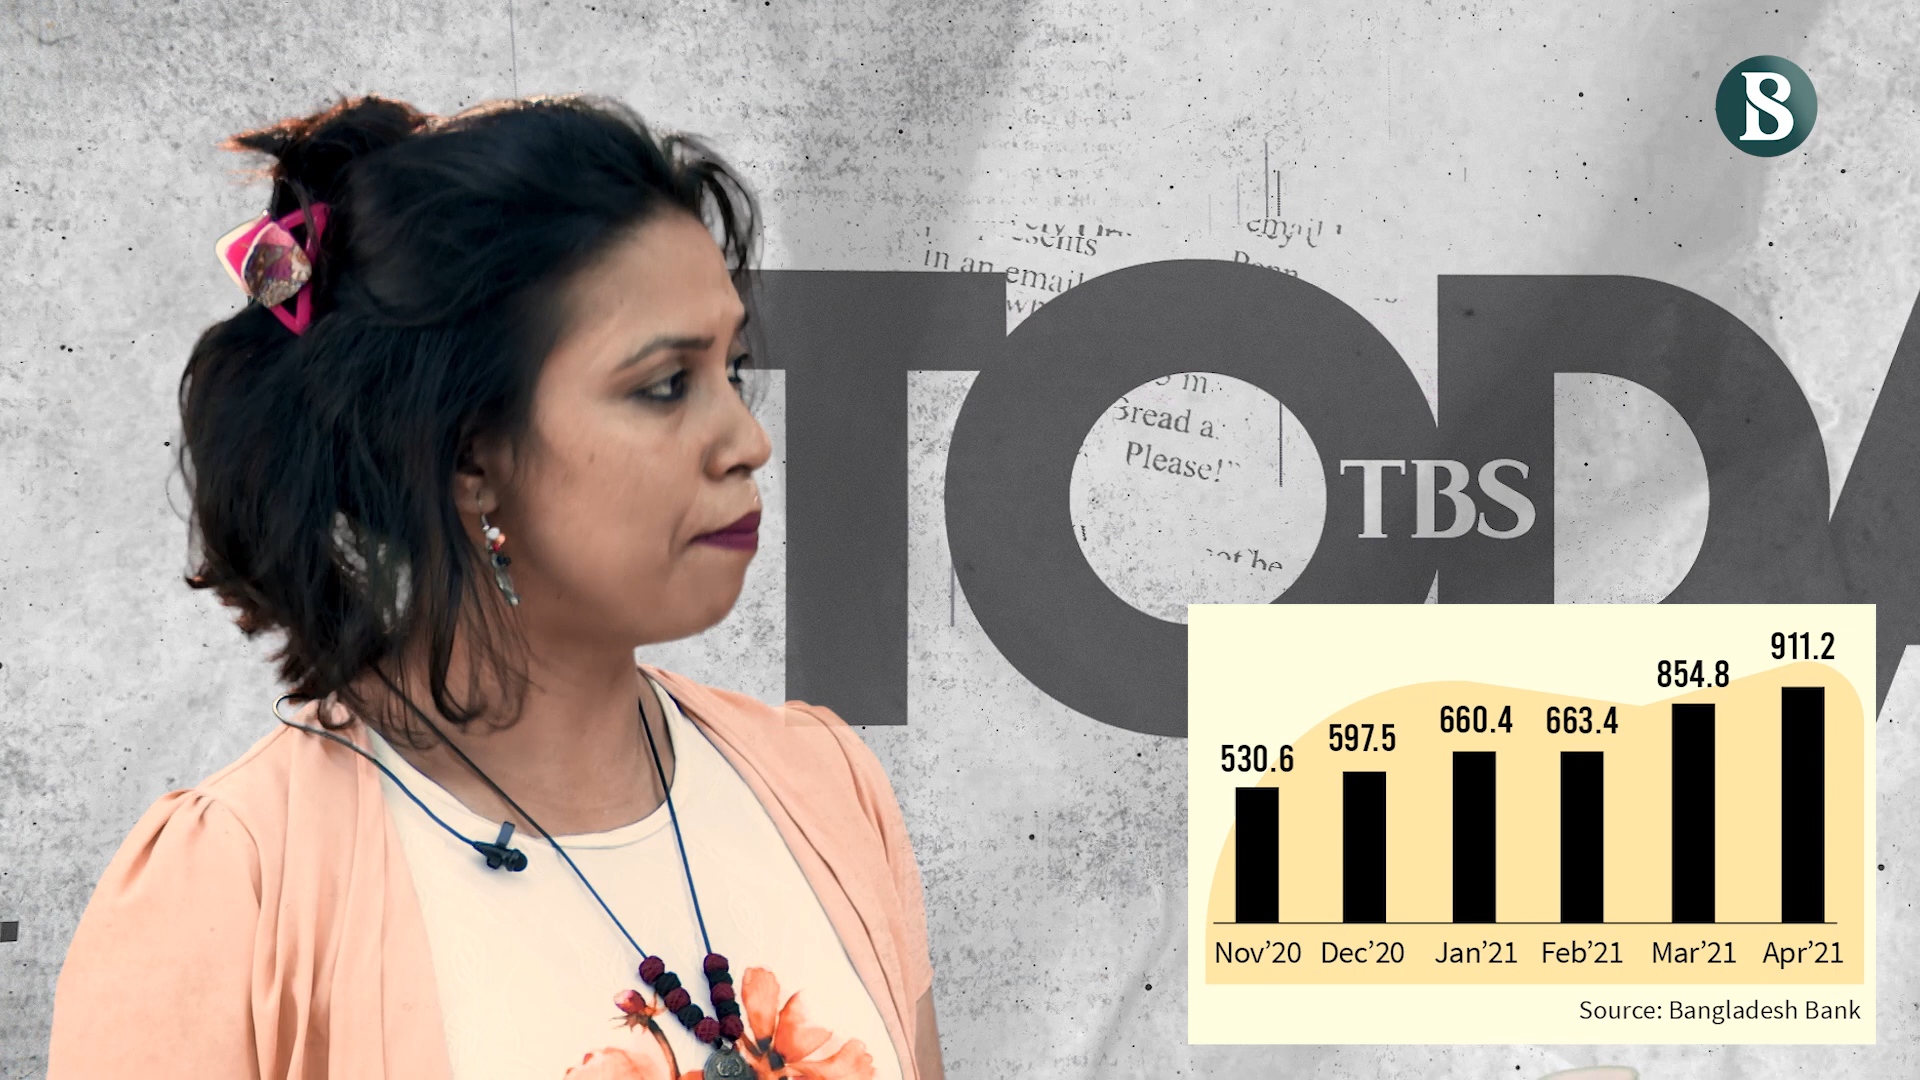 in an email
Bread a
Please!"
TODA
TBS
911.2
854.8
660.4
663.4
597.5
530.6
Nov’20 Dec’20 Jan’21 Feb’21 Mar’21 Apr’21
Source: Bangladesh Bank